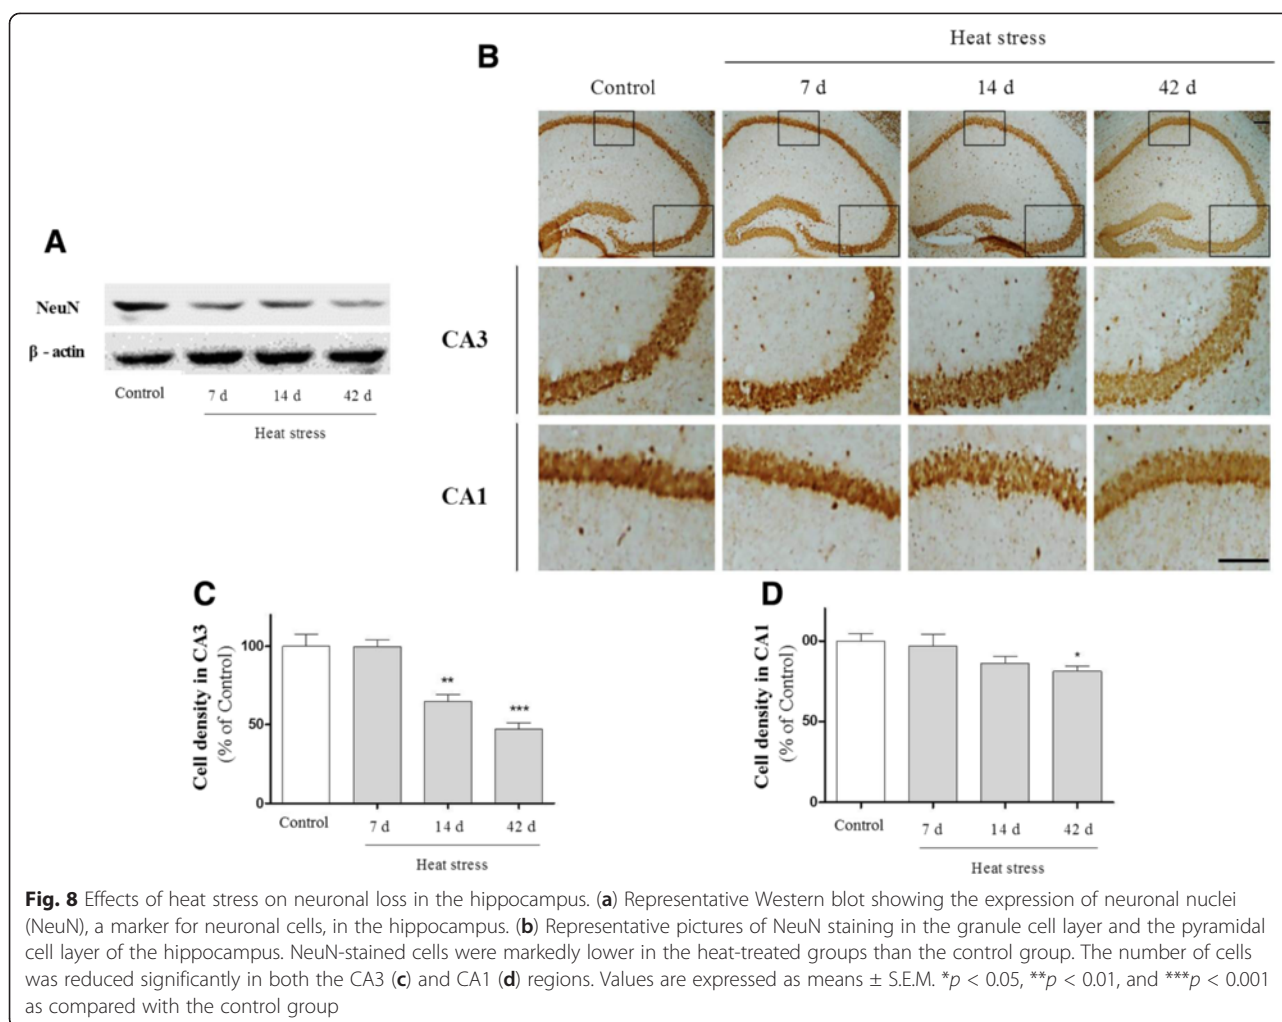 B
Heat stress
Control 7 d 14 d 42 d
A
NeuN
β - actin
Control 7 d 14 d 42 d
Heat stress
CA3
CA1
C
Cell density in CA3
(% of Control)
100
50
0
Control 7 d 14 d 42 d
Heat stress
**
***
D
Cell density in CA1
(% of Control)
00
50
0
Control 7 d 14 d 42 d
Heat stress
*
Fig. 8 Effects of heat stress on neuronal loss in the hippocampus. (a) Representative Western blot showing the expression of neuronal nuclei
(NeuN), a marker for neuronal cells, in the hippocampus. (b) Representative pictures of NeuN staining in the granule cell layer and the pyramidal
cell layer of the hippocampus. NeuN-stained cells were markedly lower in the heat-treated groups than the control group. The number of cells
was reduced significantly in both the CA3 (c) and CA1 (d) regions. Values are expressed as means ± S.E.M. *p < 0.05, **p < 0.01, and ***p < 0.001
as compared with the control group